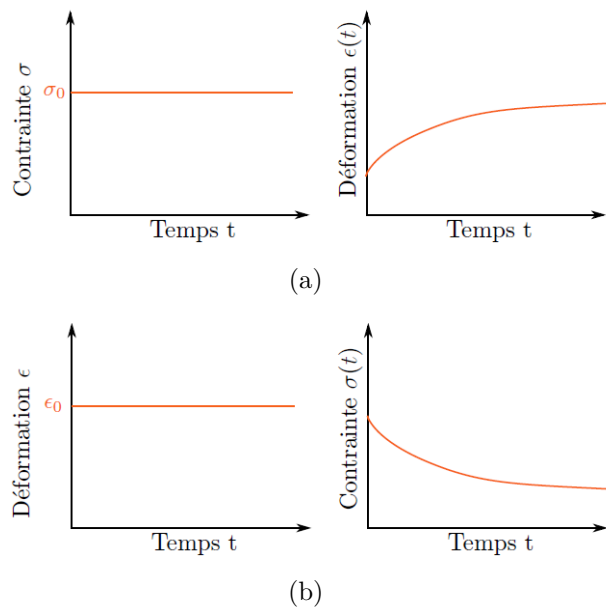 Contrainte σ
σ₀
Temps t
Déformation ϵ(t)
Temps t
(a)
Déformation ϵ
ϵ₀
Temps t
Contrainte σ(t)
Temps t
(b)